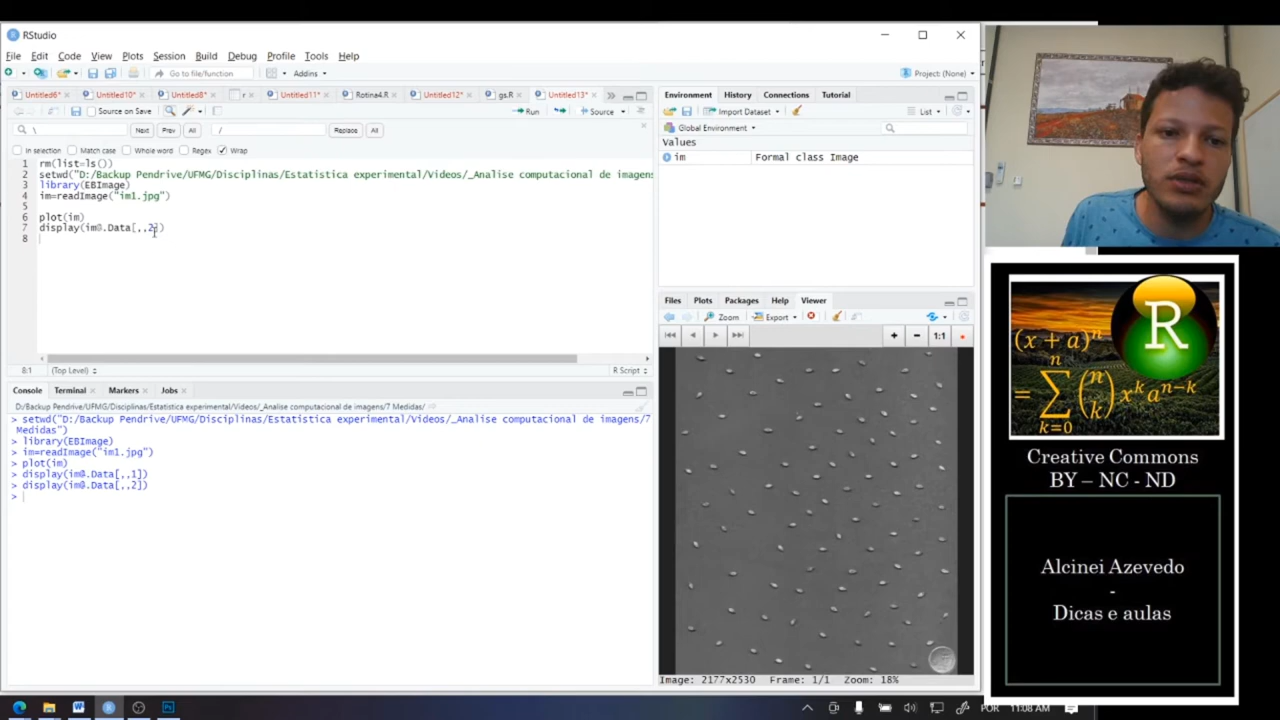 RStudio
File Edit Code View Plots Session Build Debug Profile Tools Help
Go to file/function Addins Project: (None)
Untitled6* Untitled10* Untitled8* r Untitled11* Rotina4.R Untitled12* gs.R Untitled13*
Source on Save Run Source
\ Next Prev All / Replace All
In selection Match case Whole word Regex Wrap
1 rm(list=ls())
2 setwd("D:/Backup Pendrive/UFMG/Disciplinas/Estatistica experimental/Videos/_Analise computacional de imagens
3 library(EBImage)
4 im=readImage("im1.jpg")
5
6 plot(im)
7 display(im@.Data[,,2])
8
8:1 (Top Level) R Script
Console Terminal Markers Jobs
D:/Backup Pendrive/UFMG/Disciplinas/Estatistica experimental/Videos/_Analise computacional de imagens/7 Medidas/
> setwd("D:/Backup Pendrive/UFMG/Disciplinas/Estatistica experimental/Videos/_Analise computacional de imagens/7
Medidas")
> library(EBImage)
> im=readImage("im1.jpg")
> plot(im)
> display(im@.Data[,,1])
> display(im@.Data[,,2])
>
Environment History Connections Tutorial
Import Dataset List
Global Environment
Values
im Formal class Image
Files Plots Packages Help Viewer
Zoom Export
1:1
Image: 2177x2530 Frame: 1/1 Zoom: 18%
R
(x + a)^n
= ∑ n k=0 (n k) x^k a^{n-k}
Creative Commons
BY – NC - ND
Alcinei Azevedo
-
Dicas e aulas
POR 11:08 AM